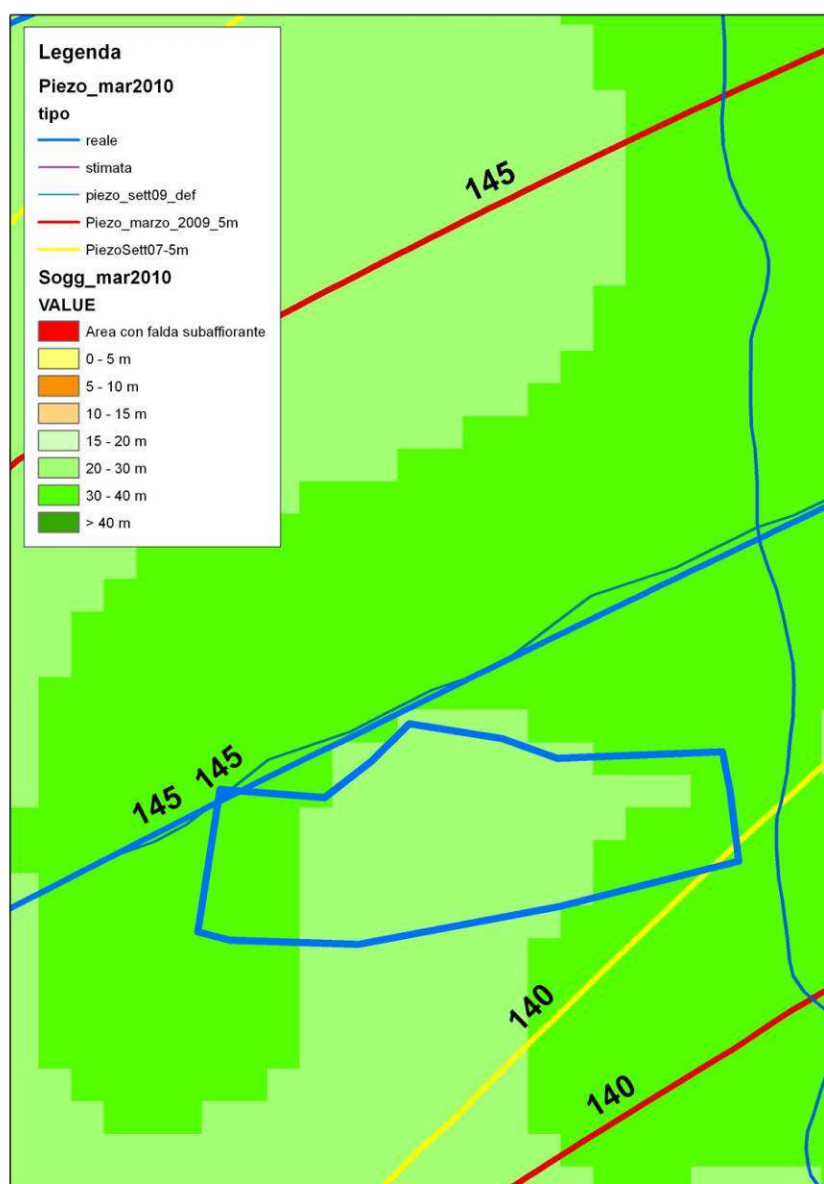 Legenda
Piezo_mar2010
tipo
reale
stimata
piezo_sett09_def
Piezo_marzo_2009_5m
PiezoSett07-5m
Sogg_mar2010
VALUE
Area con falda subaffiorante
0 - 5 m
5 - 10 m
10 - 15 m
15 - 20 m
20 - 30 m
30 - 40 m
> 40 m
145
145
145
140
140